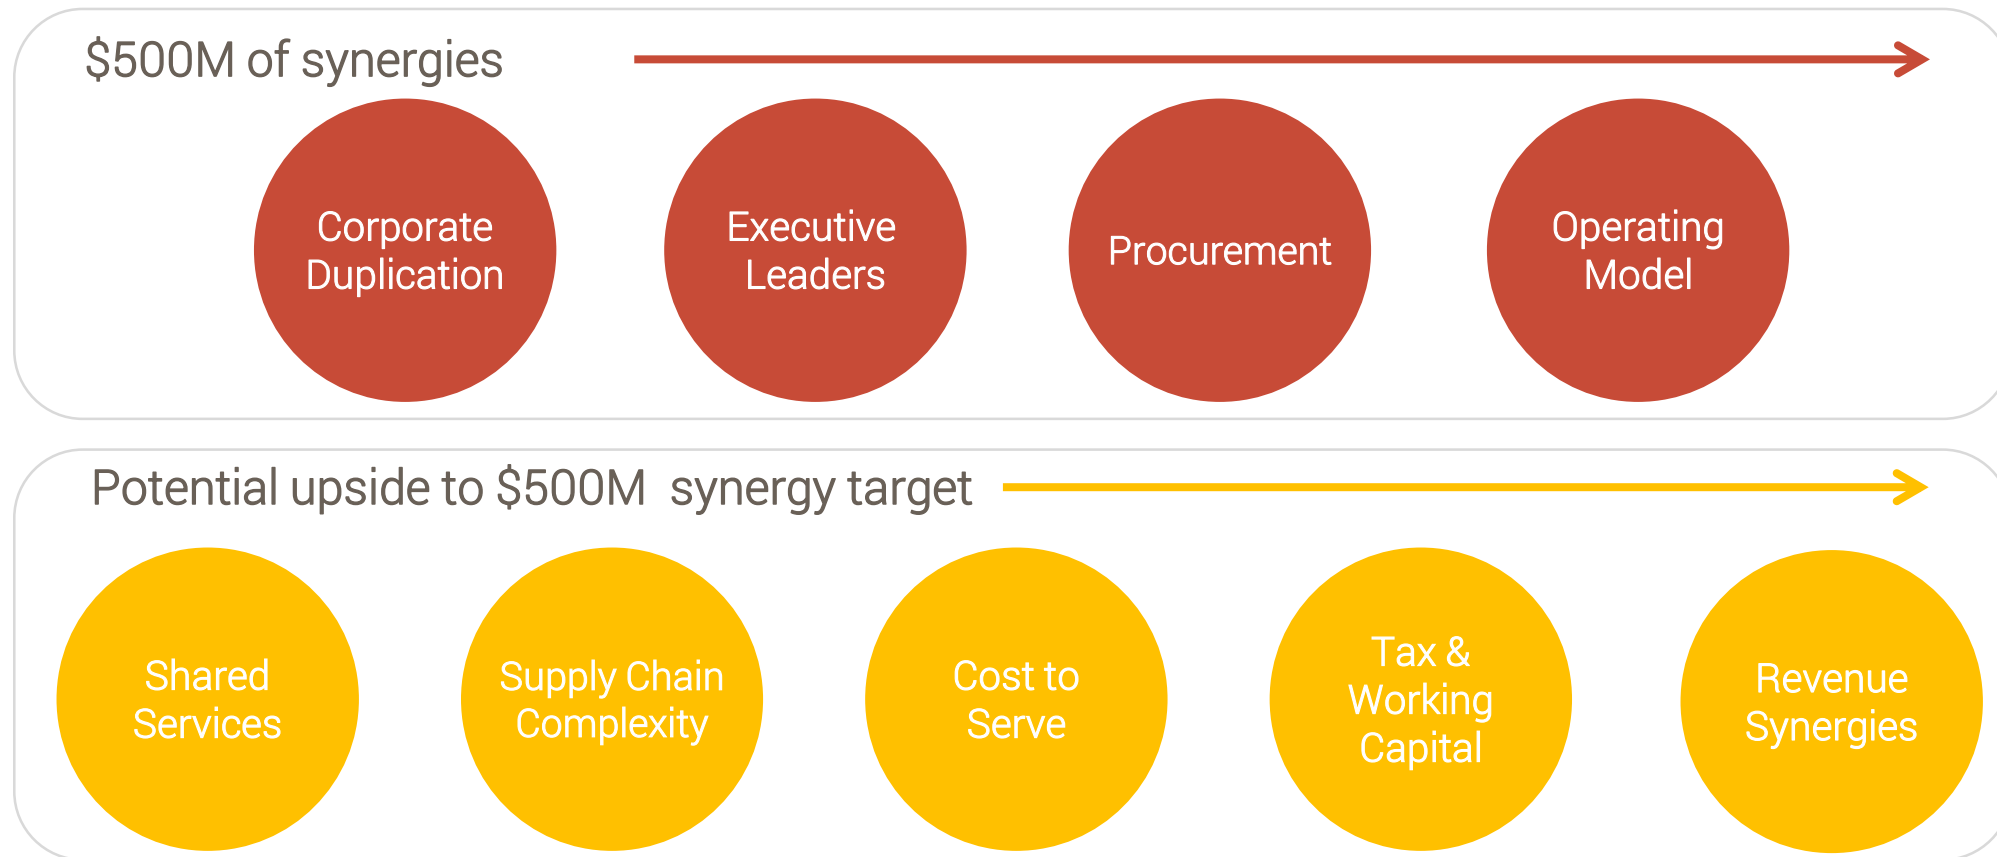 $500M of synergies
Corporate
Duplication
Executive
Leaders
Procurement
Operating
Model
Potential upside to $500M  synergy target
Shared
Services
Supply Chain
Complexity
Cost to
Serve
Tax &
Working
Capital
Revenue
Synergies